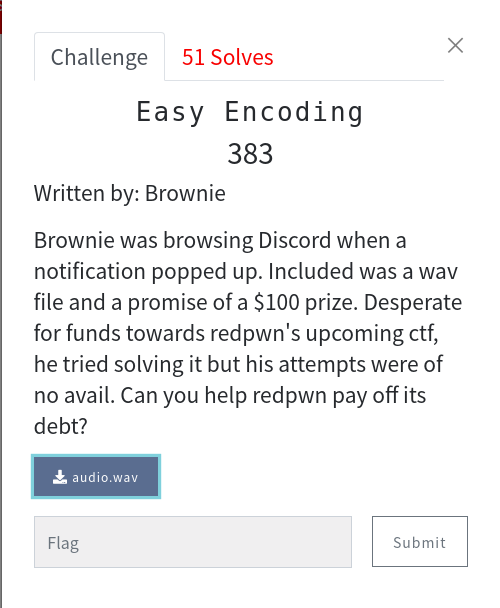 Challenge
51 Solves
Easy Encoding
383
Written by: Brownie
Brownie was browsing Discord when a
notification popped up. Included was a wav
file and a promise of a $100 prize. Desperate
for funds towards redpwn's upcoming ctf,
he tried solving it but his attempts were of
no avail. Can you help redpwn pay off its
debt?
audio.wav
Flag
Submit